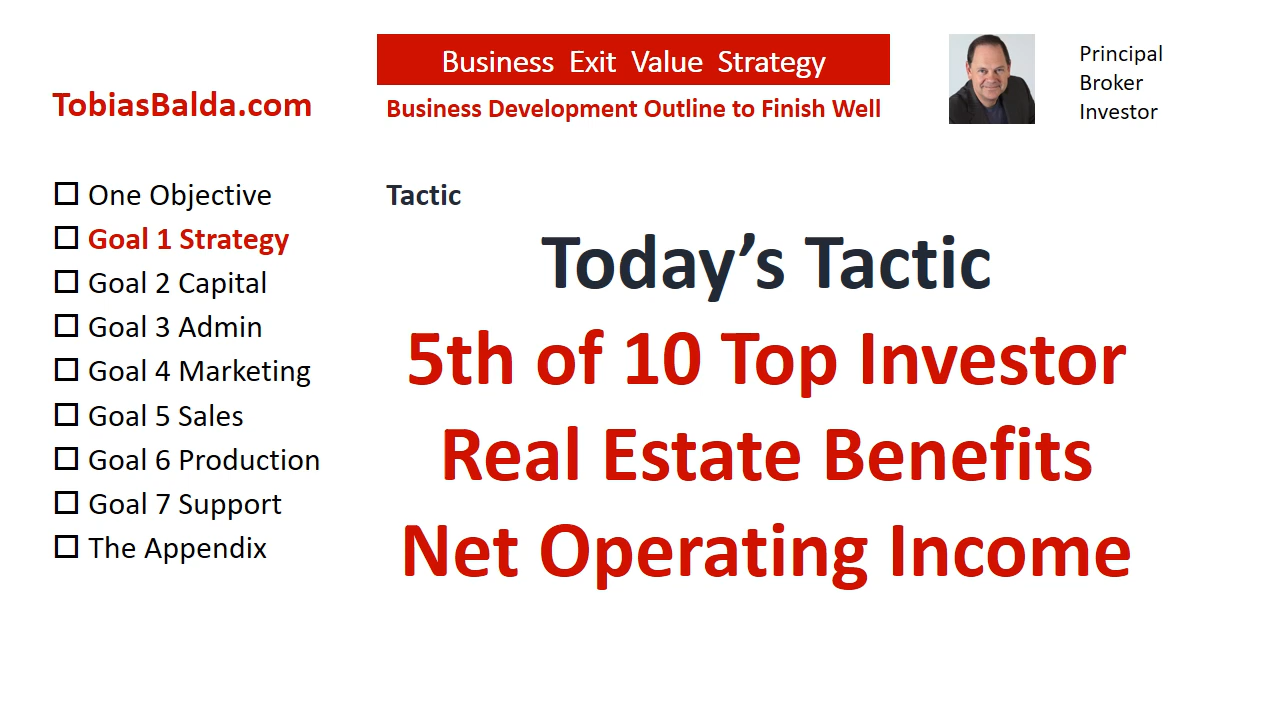 Business Exit Value Strategy
TobiasBalda.com
Business Development Outline to Finish Well
Principal
Broker
Investor
One Objective
Goal 1 Strategy
Goal 2 Capital
Goal 3 Admin
Goal 4 Marketing
Goal 5 Sales
Goal 6 Production
Goal 7 Support
The Appendix
Tactic
Today’s Tactic
5th of 10 Top Investor
Real Estate Benefits
Net Operating Income